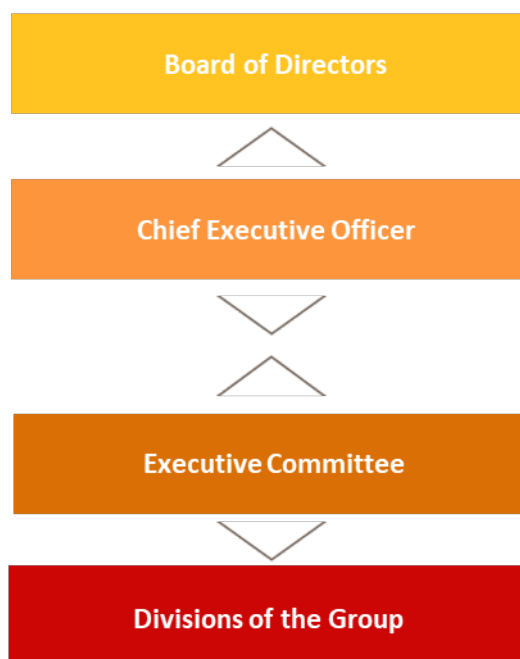 Board of Directors
Chief Executive Officer
Executive Committee
Divisions of the Group